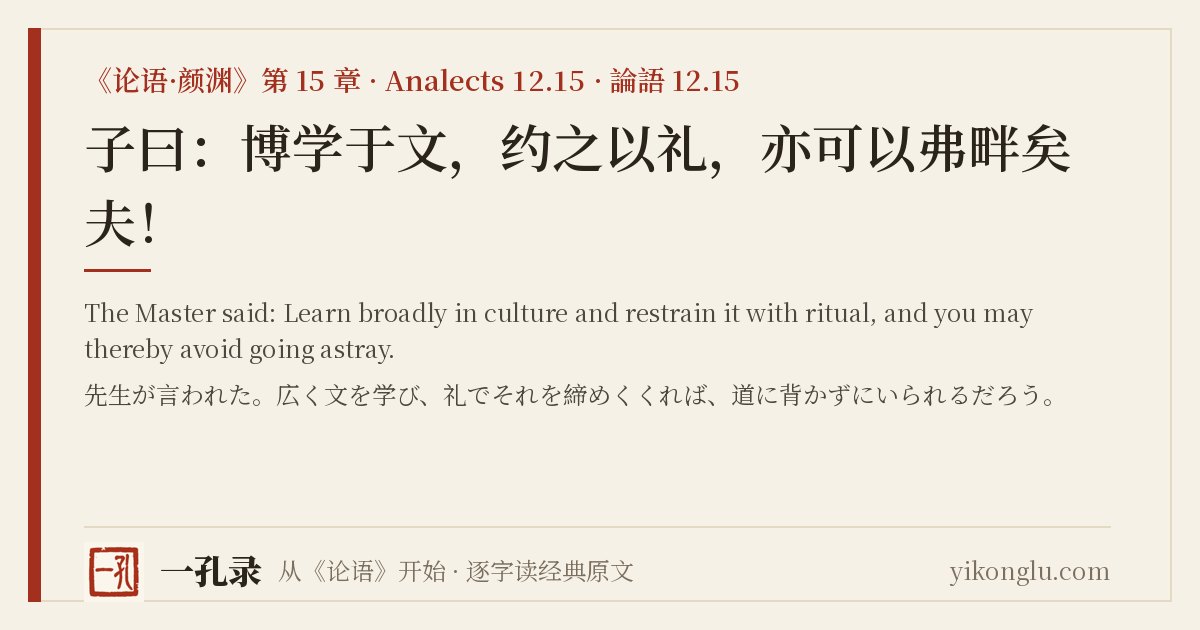 《论语·颜渊》第 15 章 · Analects 12.15 · 論語 12.15
子曰：博学于文，约之以礼，亦可以弗畔矣
夫！
The Master said: Learn broadly in culture and restrain it with ritual, and you may
thereby avoid going astray.
先生が言われた。広く文を学び、礼でそれを締めくくれば、道に背かずにいられるだろう。
一孔
一孔录 从《论语》开始 · 逐字读经典原文 yikonglu.com